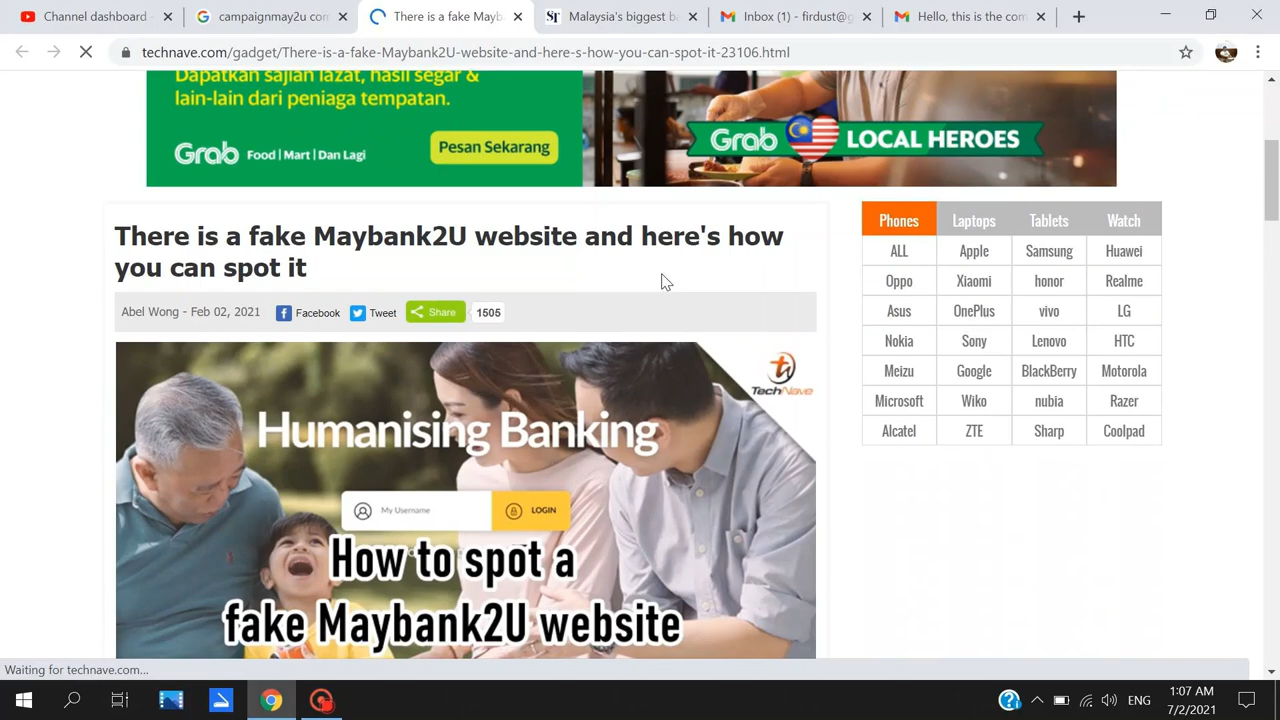 Channel dashboard -
campaignmay2u com
There is a fake Mayb
Malaysia's biggest be
Inbox (1) - firdust@g
Hello, this is the com
technave.com/gadget/There-is-a-fake-Maybank2U-website-and-here-s-how-you-can-spot-it-23106.html
Dapatkan sajian lazat, hasil segar &
lain-lain dari peniaga tempatan.
Grab Food | Mart | Dan Lagi
Pesan Sekarang
Grab LOCAL HEROES
There is a fake Maybank2U website and here's how
you can spot it
Abel Wong - Feb 02, 2021 Facebook Tweet Share 1505
TechNave
Humanising Banking
My Username LOGIN
How to spot a
fake Maybank2U website
Phones Laptops Tablets Watch
ALL Apple Samsung Huawei
Oppo Xiaomi honor Realme
Asus OnePlus vivo LG
Nokia Sony Lenovo HTC
Meizu Google BlackBerry Motorola
Microsoft Wiko nubia Razer
Alcatel ZTE Sharp Coolpad
Waiting for technave.com...
ENG
1:07 AM
7/2/2021